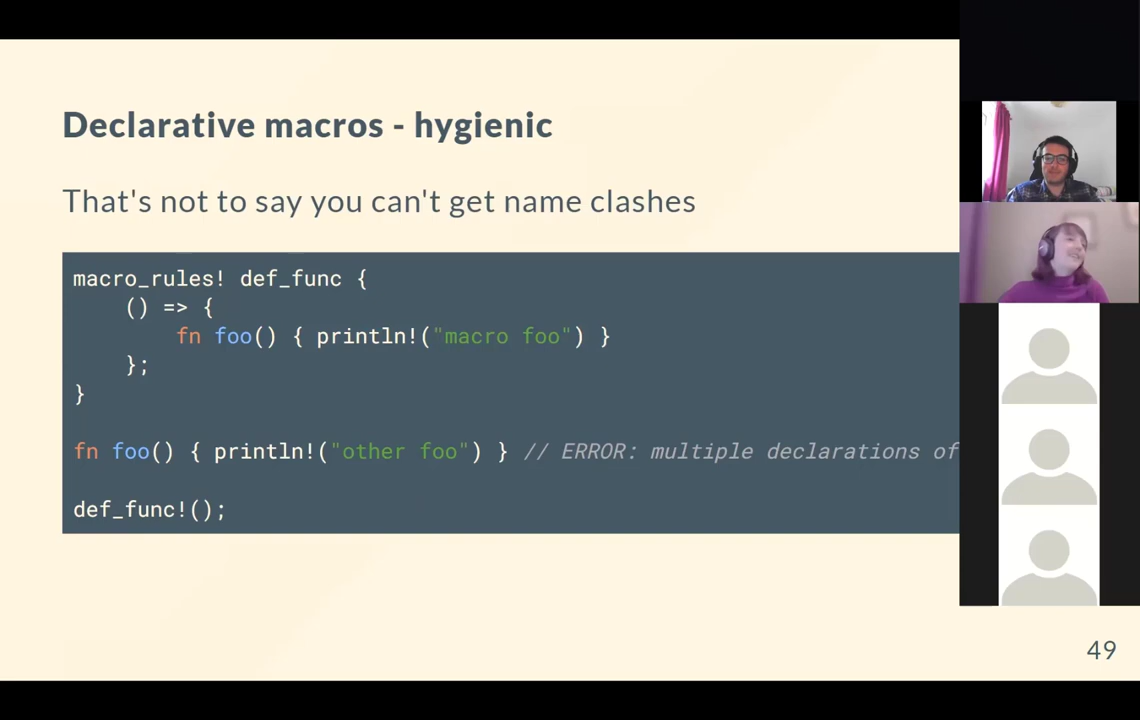 Declarative macros - hygienic
That's not to say you can't get name clashes
macro_rules! def_func {
() => {
fn foo() { println!("macro foo") }
};
}
fn foo() { println!("other foo") } // ERROR: multiple declarations of
def_func!();
49